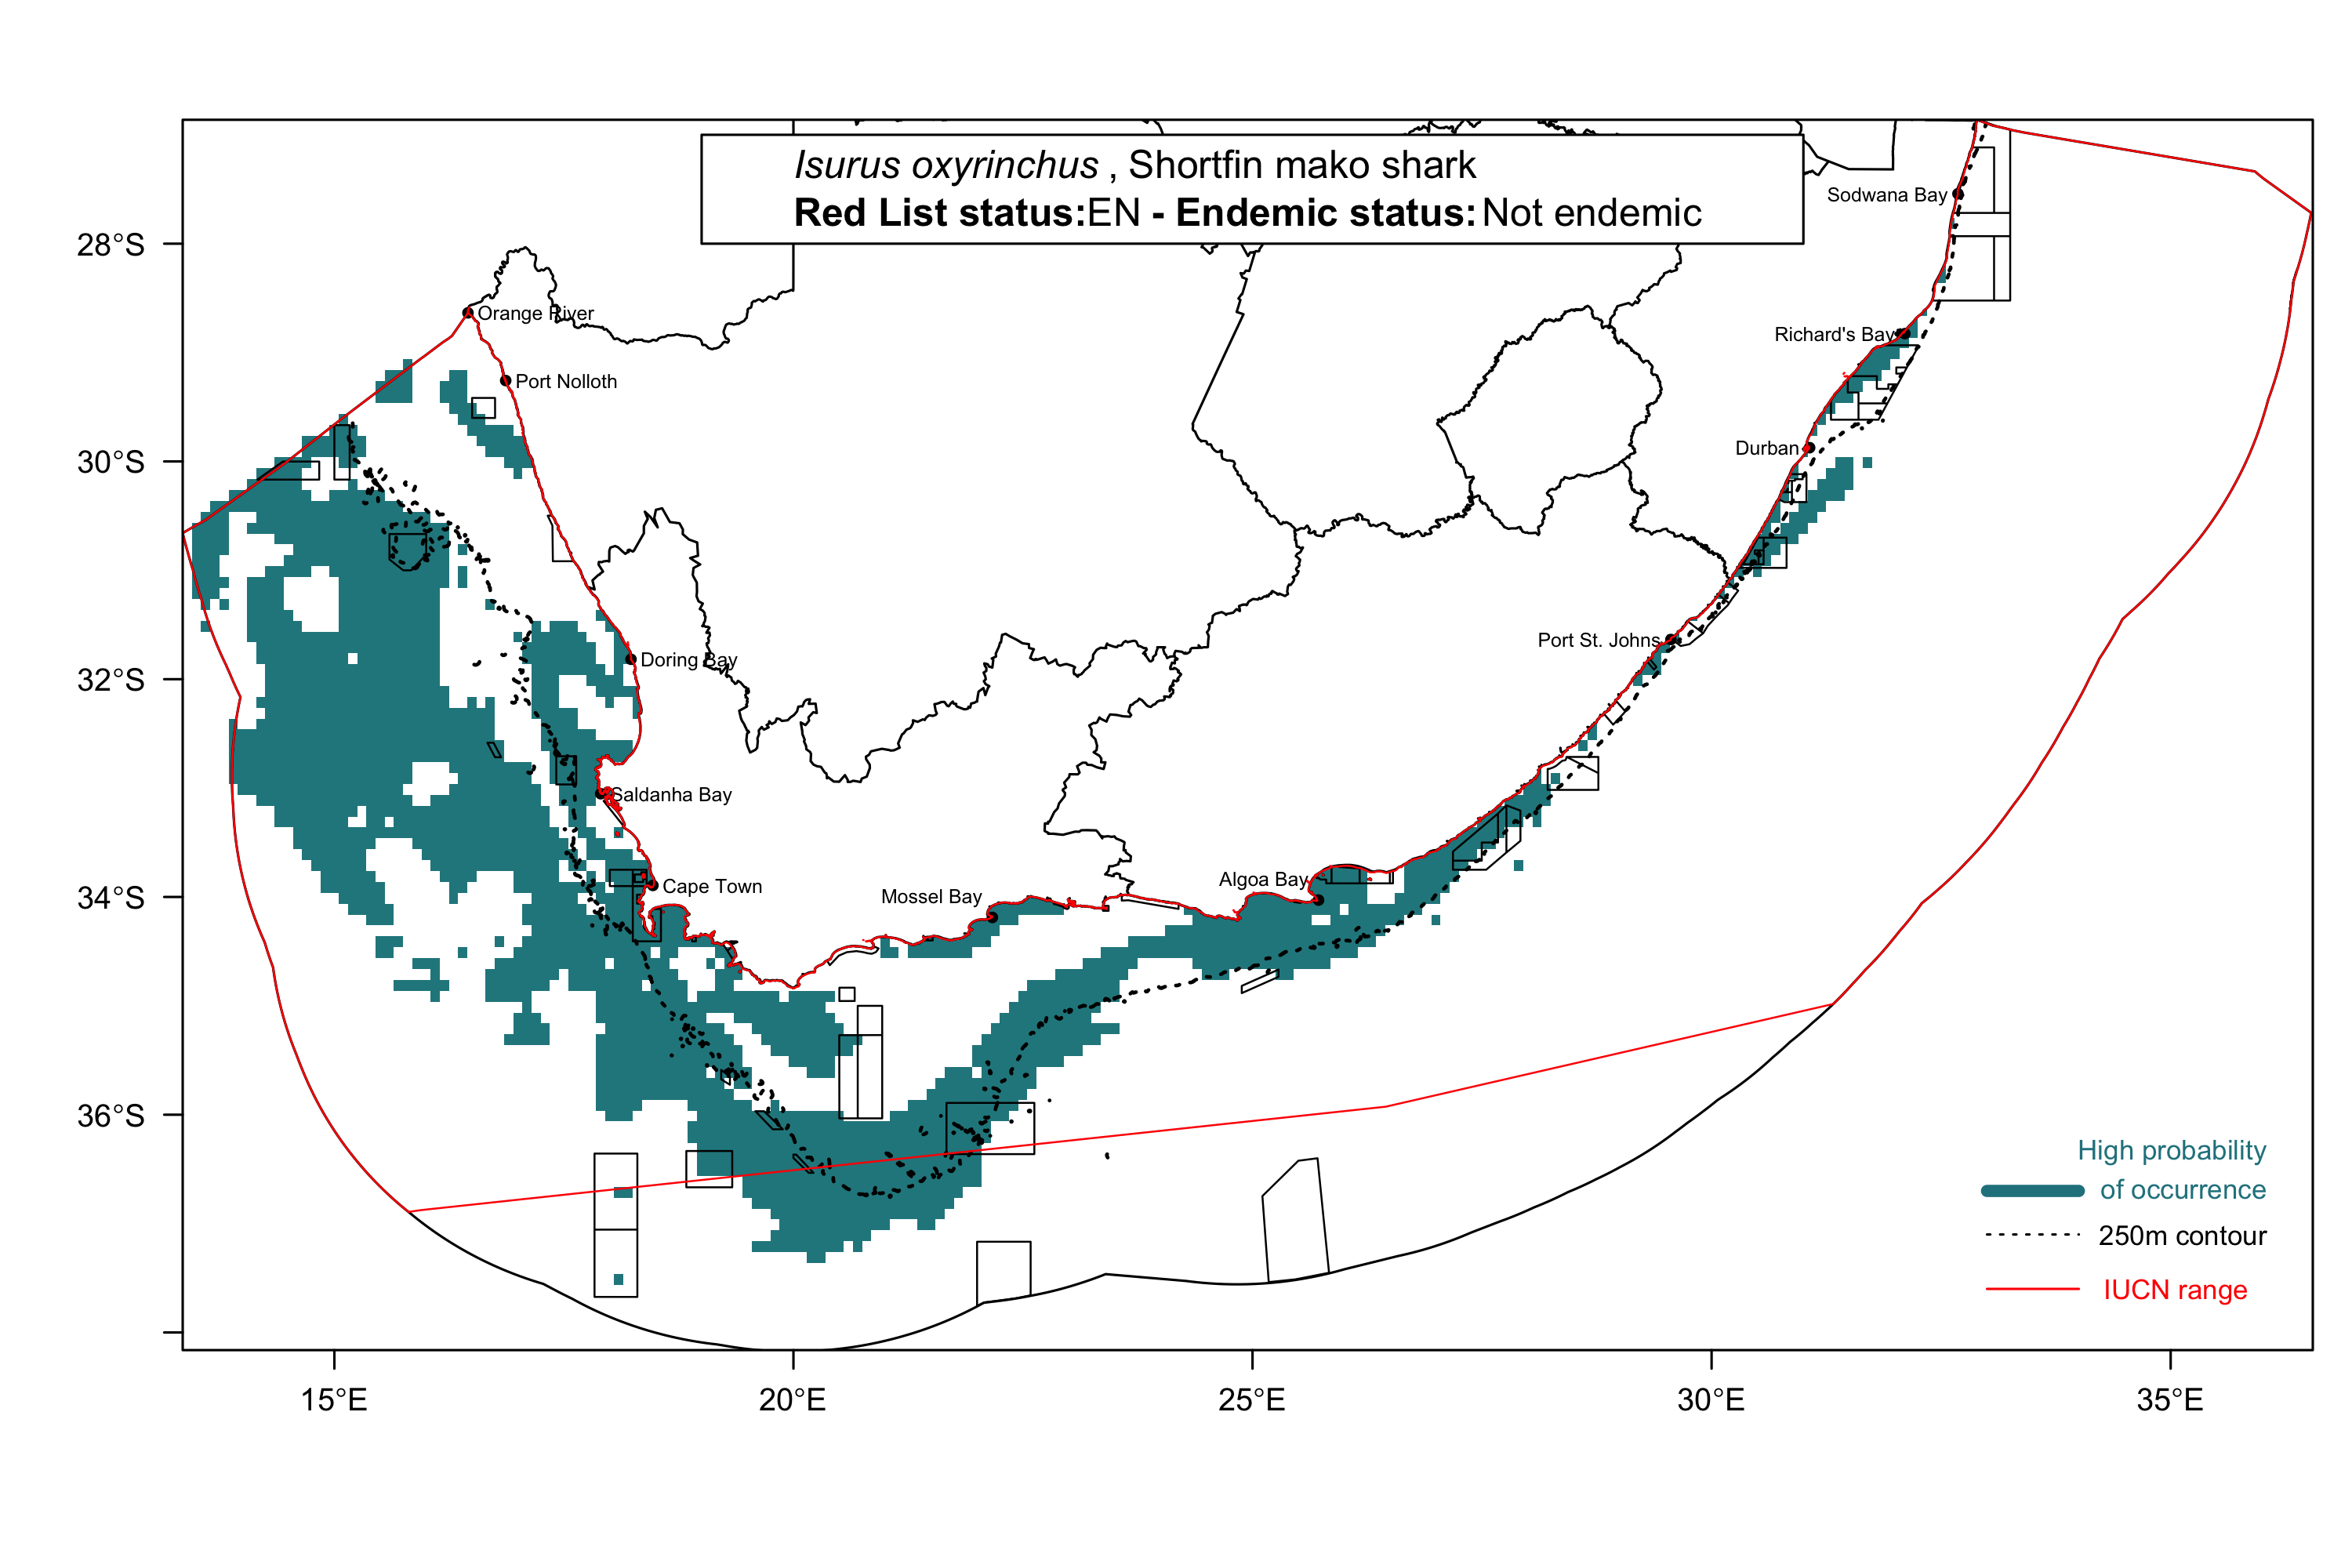 Isurus oxyrinchus , Shortfin mako shark
Red List status:EN - Endemic status: Not endemic
Sodwana Bay
28°S
Orange River
Richard's Bay
Port Nolloth
Durban
30°S
Port St. Johns
Doring Bay
32°S
Saldanha Bay
Algoa Bay
Cape Town
Mossel Bay
34°S
36°S
High probability
of occurrence
250m contour
IUCN range
15°E
20°E
25°E
30°E
35°E